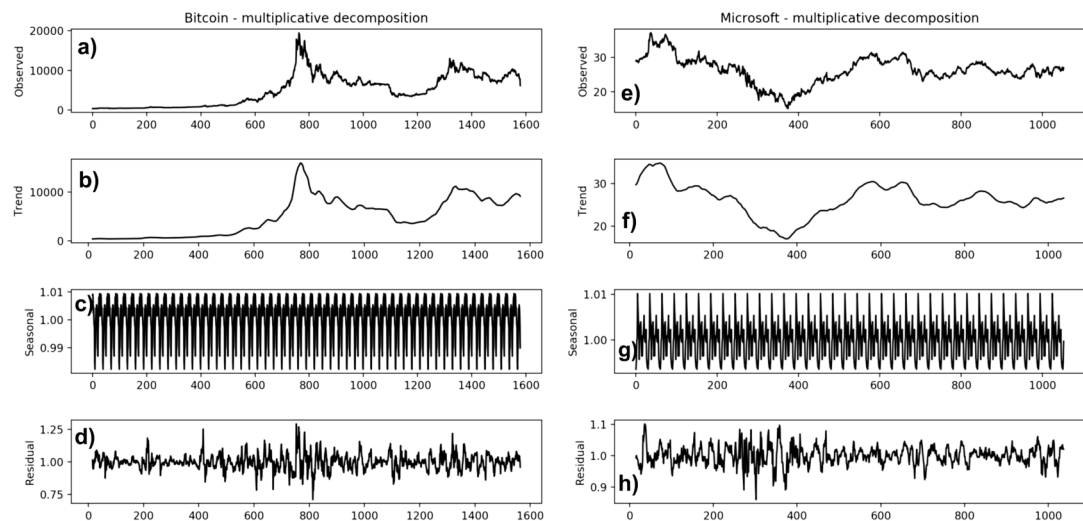 Bitcoin - multiplicative decomposition
a)
Observed
20000
10000
0
0 200 400 600 800 1000 1200 1400 1600
b)
Trend
10000
0
0 200 400 600 800 1000 1200 1400 1600
c)
Seasonal
1.01
1.00
0.99
0 200 400 600 800 1000 1200 1400 1600
d)
Residual
1.25
1.00
0.75
0 200 400 600 800 1000 1200 1400 1600
Microsoft - multiplicative decomposition
e)
Observed
30
20
0 200 400 600 800 1000
f)
Trend
30
20
0 200 400 600 800 1000
g)
Seasonal
1.01
1.00
0 200 400 600 800 1000
h)
Residual
1.1
1.0
0.9
0 200 400 600 800 1000